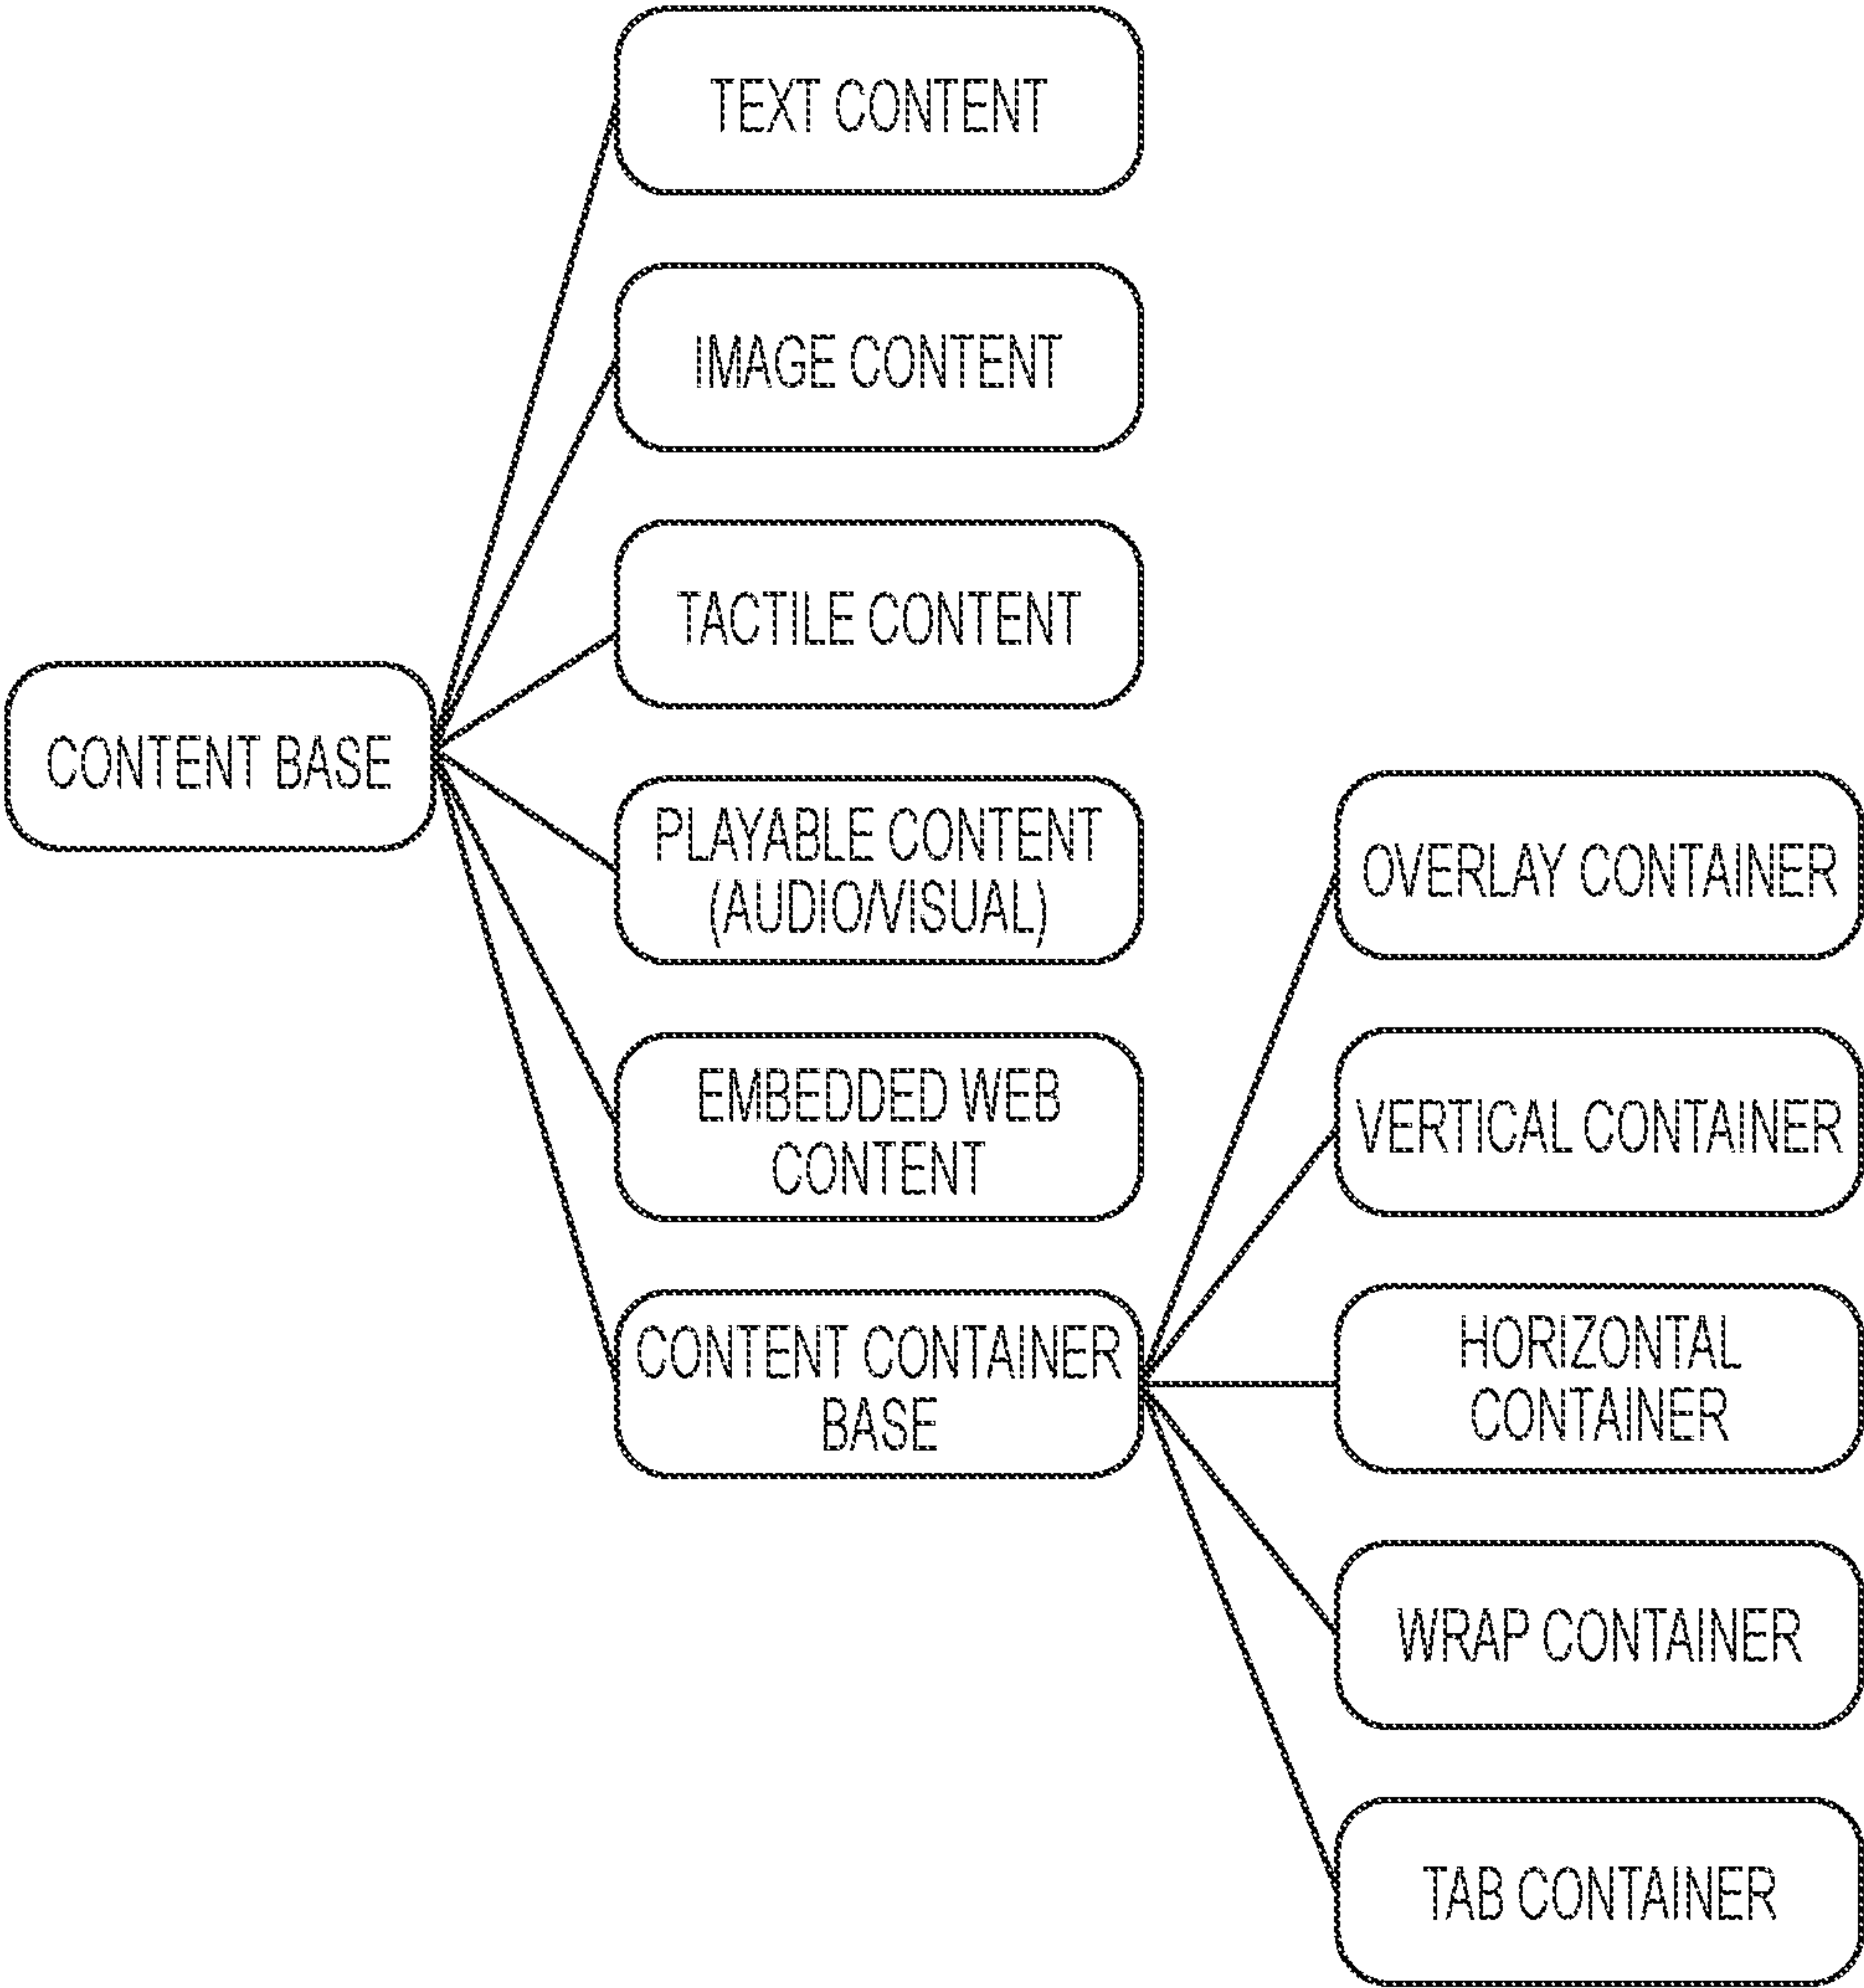 TEXT CONTENT
IMAGE CONTENT
TACTILE CONTENT
CONTENT BASE
PLAYABLE CONTENT
(AUDIO/VISUAL)
EMBEDDED WEB
CONTENT
CONTENT CONTAINER
BASE
OVERLAY CONTAINER
VERTICAL CONTAINER
HORIZONTAL
CONTAINER
WRAP CONTAINER
TAB CONTAINER